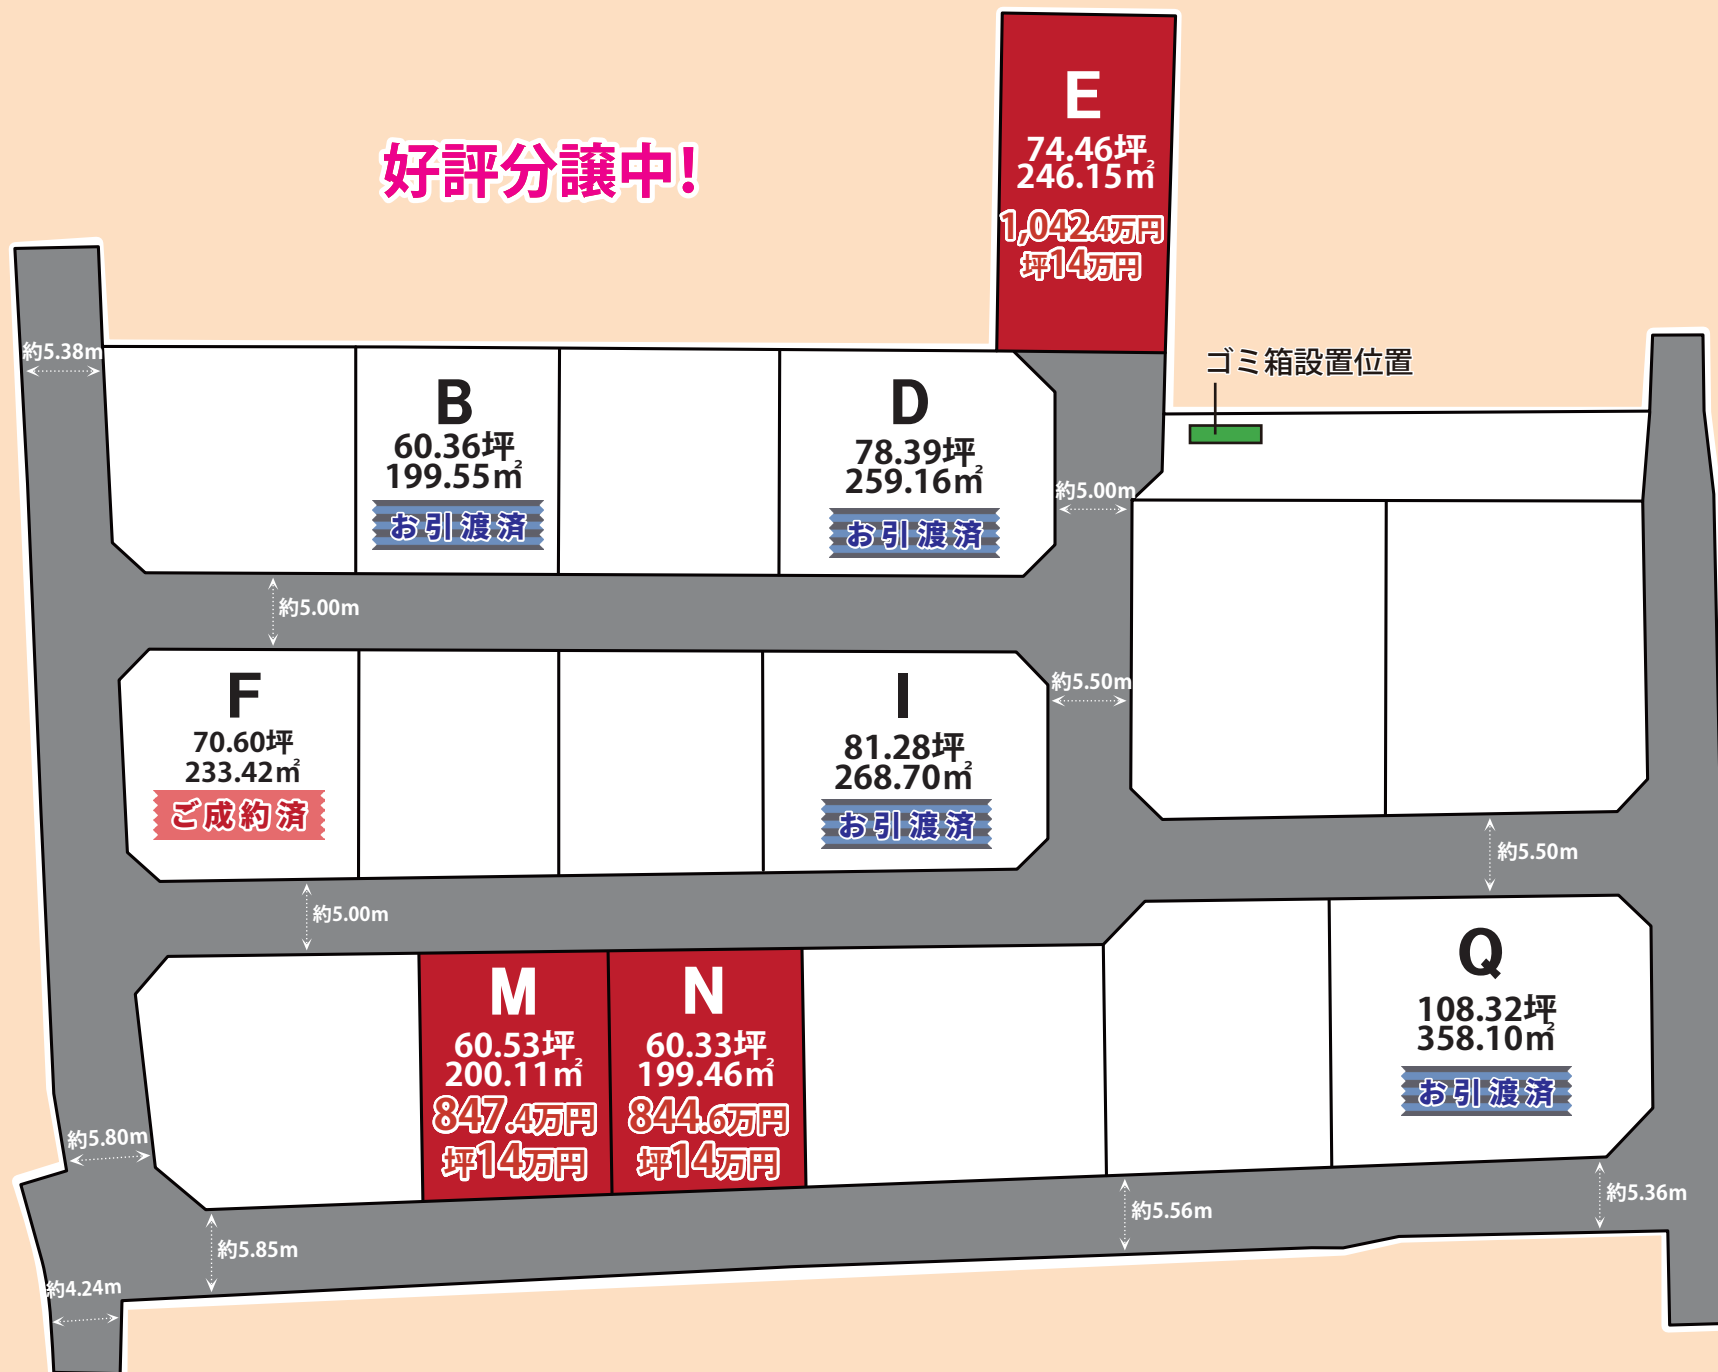 好評分譲中!
E
74.46坪
246.15㎡
1,042.4万円
坪14万円
ゴミ箱設置位置
約5.38m
B
60.36坪
199.55㎡
お引渡済
D
78.39坪
259.16㎡
お引渡済
約5.00m
約5.00m
F
70.60坪
233.42㎡
ご成約済
I
81.28坪
268.70㎡
お引渡済
約5.50m
約5.50m
約5.00m
M
60.53坪
200.11㎡
847.4万円
坪14万円
N
60.33坪
199.46㎡
844.6万円
坪14万円
Q
108.32坪
358.10㎡
お引渡済
約5.80m
約5.85m
約5.56m
約5.36m
約4.24m